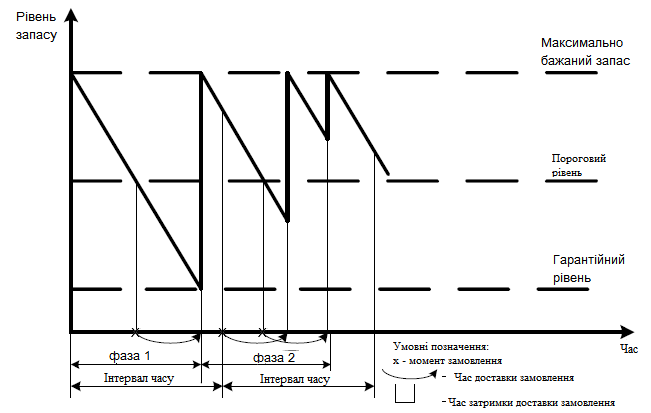 Рівень
запасу
Максимально
бажаний запас
Пороговий
рівень
Гарантійний
рівень
Час
фаза 1
фаза 2
Інтервал часу
Інтервал часу
Умовні позначення:
х - момент замовлення
- Час доставки замовлення
- Час затримки доставки замовлення